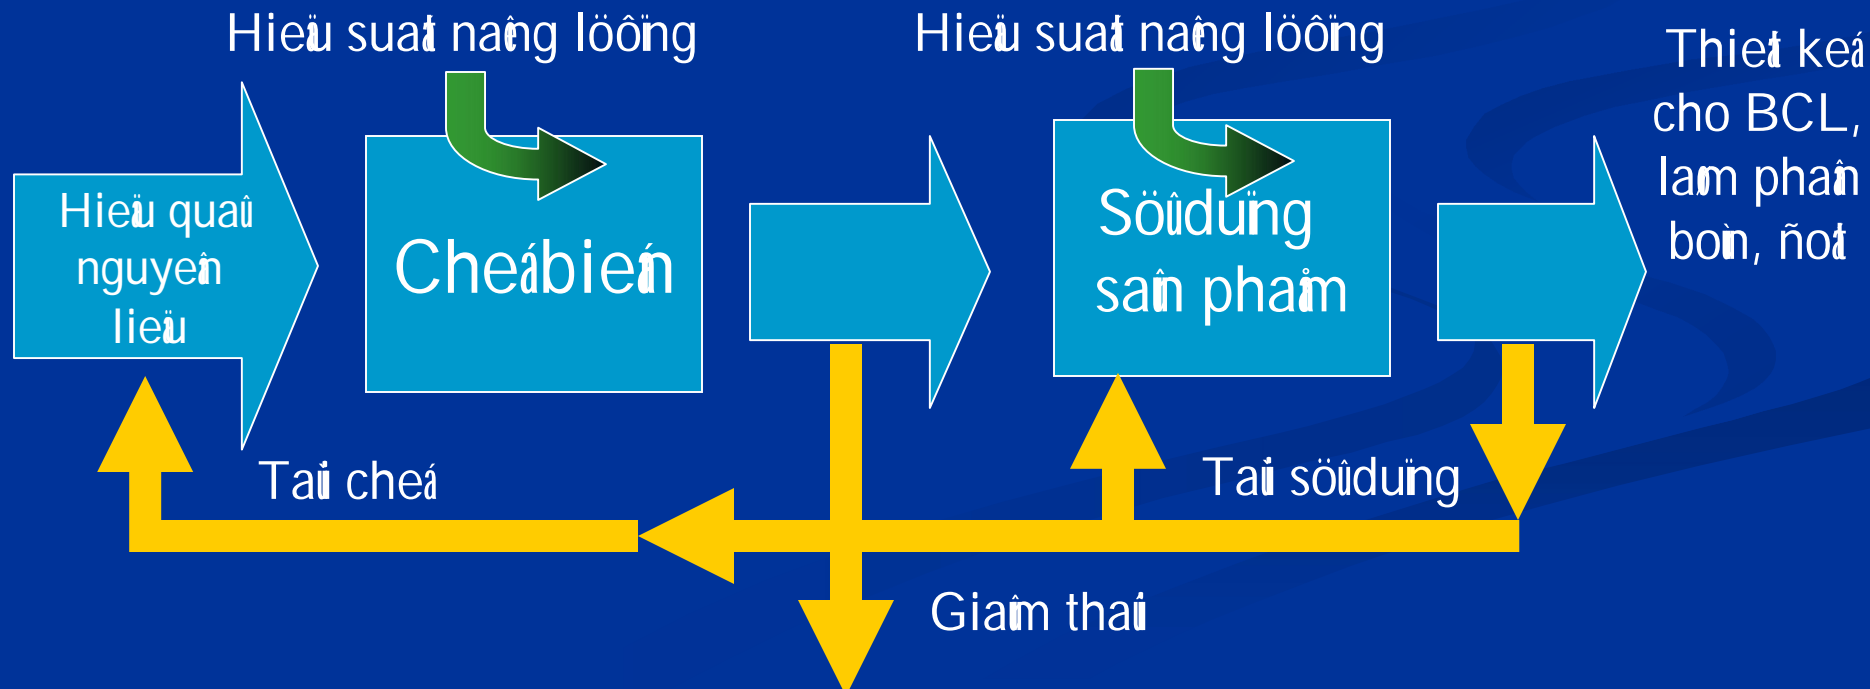 Hieäu suaát naêng löôïng
Hieäu suaát naêng löôïng
Thieát keá
cho BCL,
laøm phaân
boùn, ñoát
Hieäu quaû
nguyeân
lieäu
Cheá bieán
Söû duïng
saûn phaåm
Taùi cheá
Taùi söû duïng
Giaûm thaûi